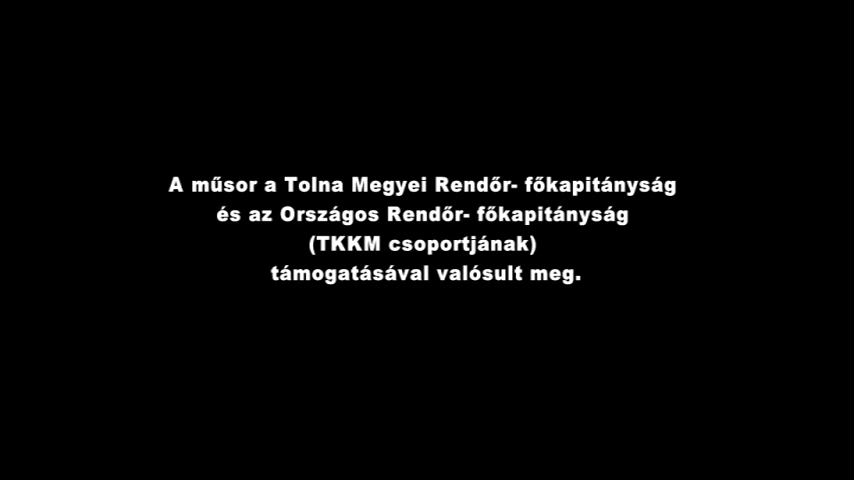 A műsor a Tolna Megyei Rendőr- főkapitányság
és az Országos Rendőr- főkapitányság
(TKKM csoportjának)
támogatásával valósult meg.